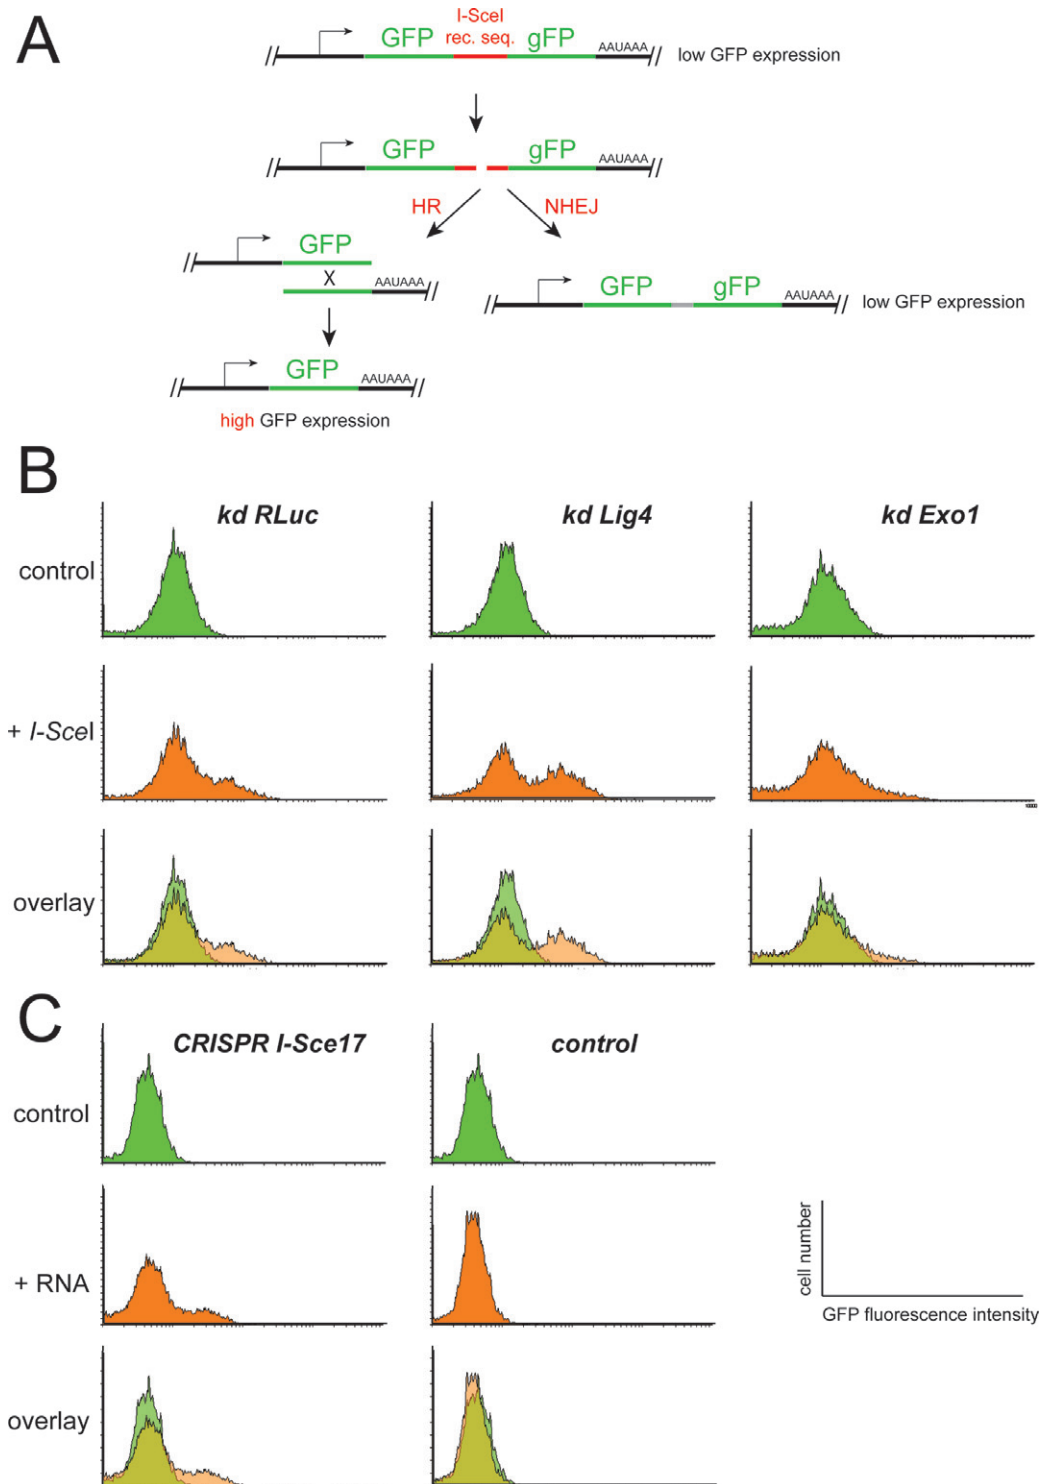 A
I-SceI
GFP rec. seq. gFP AAUAAA
low GFP expression
GFP gFP AAUAAA
HR NHEJ
GFP
X AAUAAA
GFP gFP AAUAAA
low GFP expression
GFP AAUAAA
high GFP expression
B
kd RLuc kd Lig4 kd Exo1
control
+ I-SceI
overlay
C
CRISPR I-Sce17 control
control
+ RNA
cell number
GFP fluorescence intensity
overlay